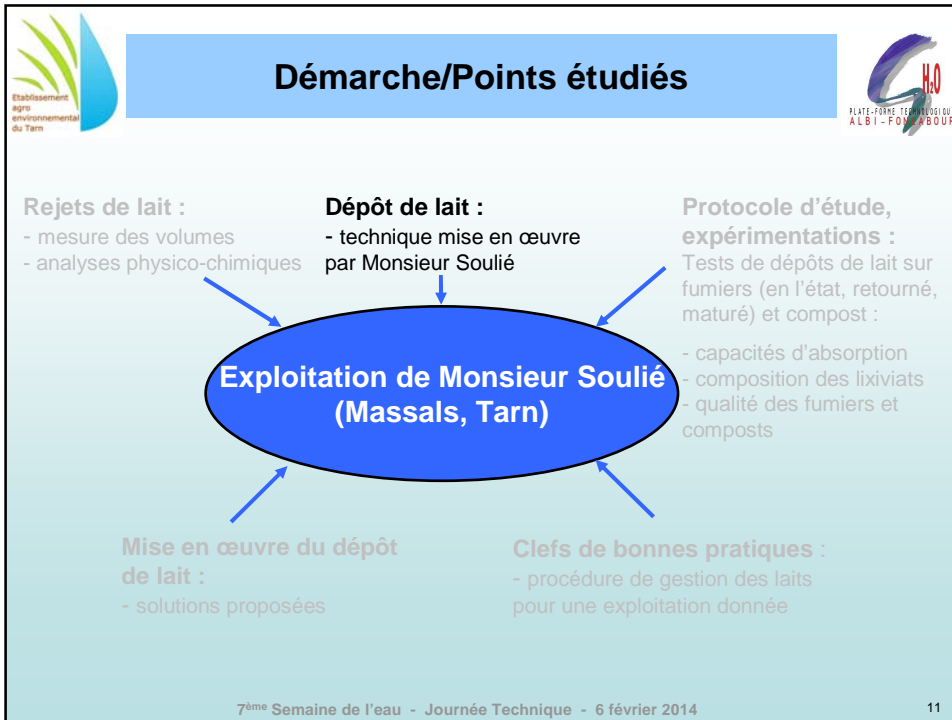 Etablissement
agro
environnemental
du Tarn
Démarche/Points étudiés
H2O
PLATE-FORME TECHNOLOGIQU
ALBI-FONLABOUR
Rejets de lait :
- mesure des volumes
- analyses physico-chimiques
Dépôt de lait :
- technique mise en œuvre
par Monsieur Soulié
Protocole d'étude,
expérimentations :
Tests de dépôts de lait sur
fumiers (en l'état, retourné,
maturé) et compost :
- capacités d'absorption
- composition des lixiviats
- qualité des fumiers et
composts
Exploitation de Monsieur Soulié
(Massals, Tarn)
Mise en œuvre du dépôt
de lait :
- solutions proposées
Clefs de bonnes pratiques :
- procédure de gestion des laits
pour une exploitation donnée
7ème Semaine de l'eau - Journée Technique - 6 février 2014
11